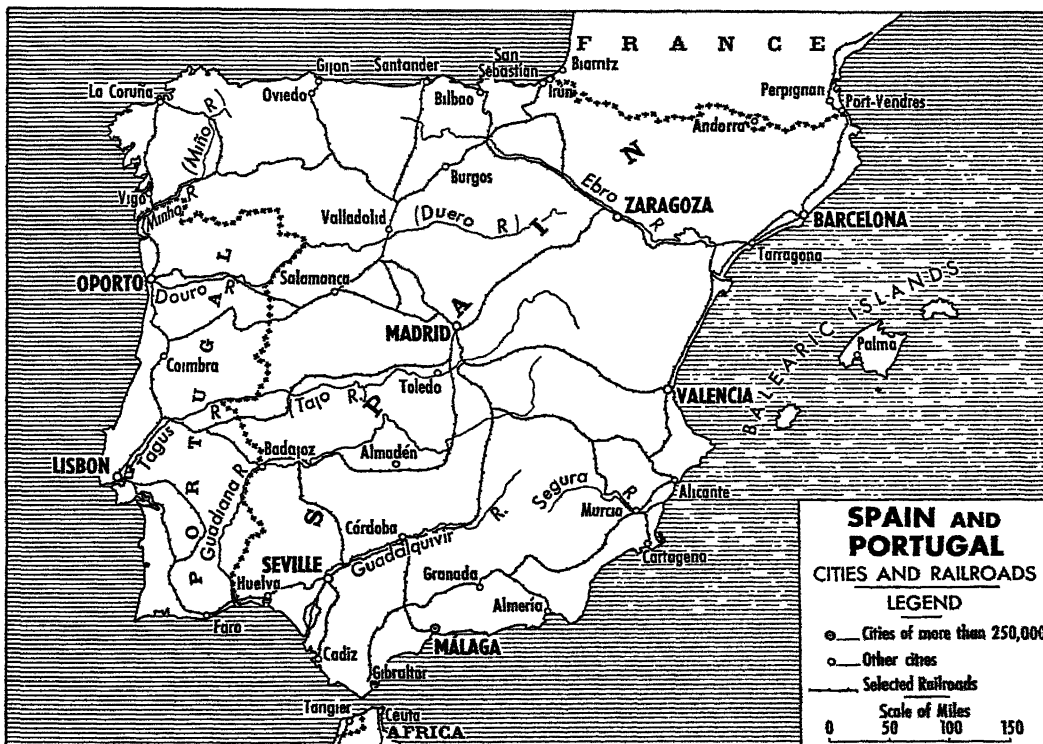 FRANCE
San Sebastian
Biarritz
Gijon
Santander
La Coruña
Oviedo
Bilbao
Irún
Perpignan
Port-Vendres
Andorra
(Miño R.)
Burgos
Ebro R
Vigo
Minho R
Valladolid
(Duero R)
ZARAGOZA
BARCELONA
Tarragona
OPORTO
Douro R
Salamanca
BALEARIC ISLANDS
MADRID
Palma
Coimbra
Toledo
(Tajo R.)
VALENCIA
Tagus R
LISBON
Badajoz
Almadén
PORTUGAL
SPAIN
Guadiana R
Segura R
Alicante
Murcia
Córdoba
Guadalquivir R.
Cartagena
SEVILLE
Huelva
Granada
Almería
Faro
MÁLAGA
Cadiz
Gibraltar
Tangier
Ceuta
AFRICA
SPAIN AND
PORTUGAL
CITIES AND RAILROADS
LEGEND
Cities of more than 250,000
Other cities
Selected Railroads
Scale of Miles
0 50 100 150